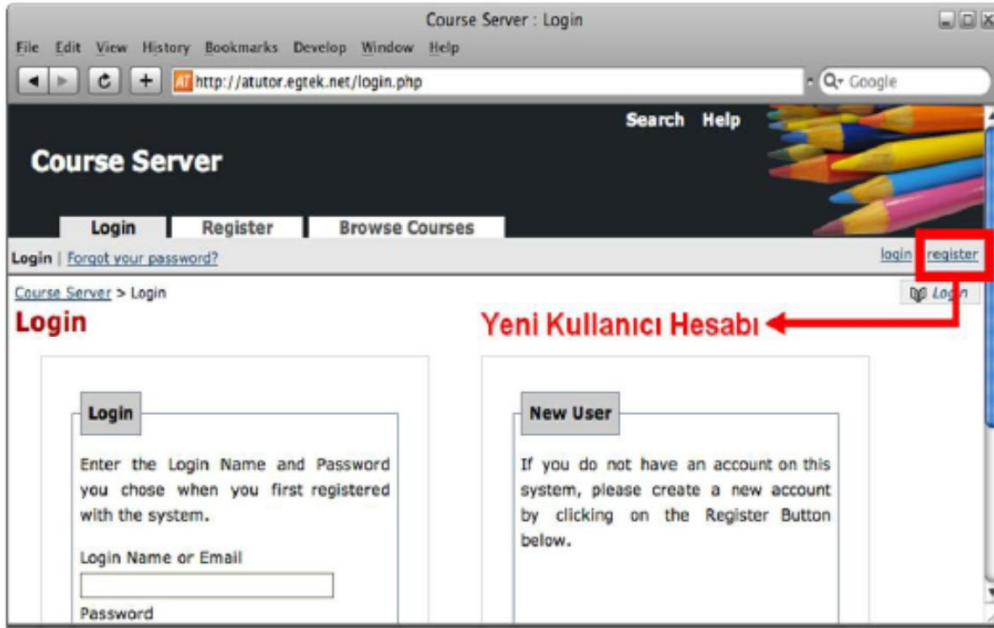 Course Server : Login
File Edit View History Bookmarks Develop Window Help
AT http://atutor.egtek.net/login.php
Google
Search Help
Course Server
Login Register Browse Courses
Login | Forgot your password?
login register
Course Server > Login
Login
Login
Yeni Kullanıcı Hesabı
Login
Enter the Login Name and Password
you chose when you first registered
with the system.
Login Name or Email
Password
New User
If you do not have an account on this
system, please create a new account
by clicking on the Register Button
below.